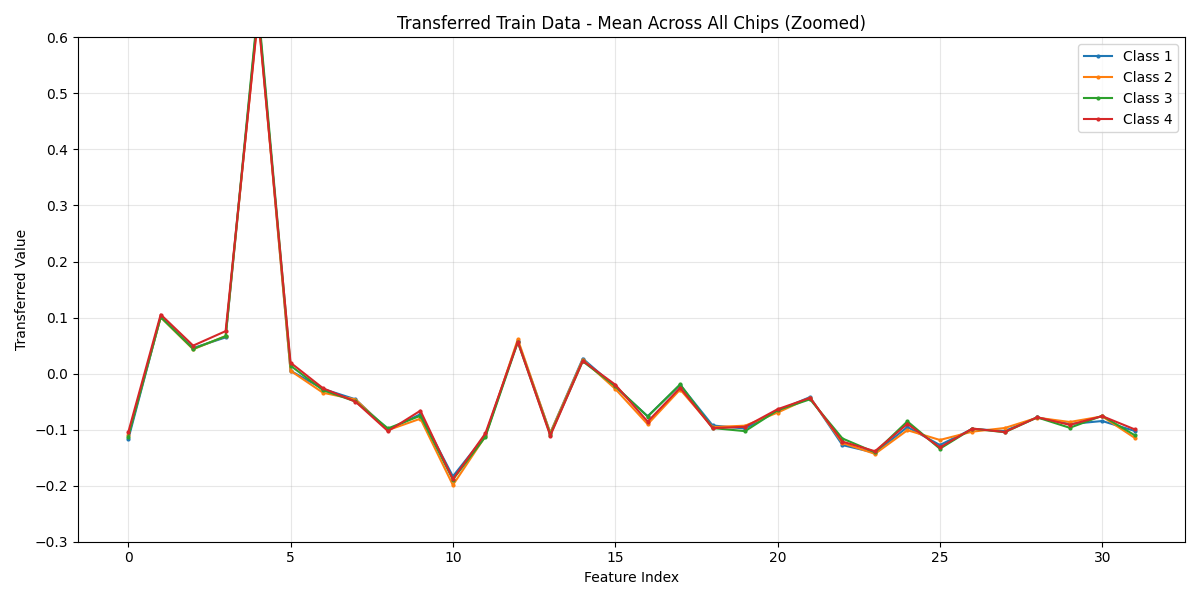 Transferred Train Data - Mean Across All Chips (Zoomed)
Class 1
Class 2
Class 3
Class 4
Transferred Value
0.6
0.5
0.4
0.3
0.2
0.1
0.0
−0.1
−0.2
−0.3
0 5 10 15 20 25 30
Feature Index